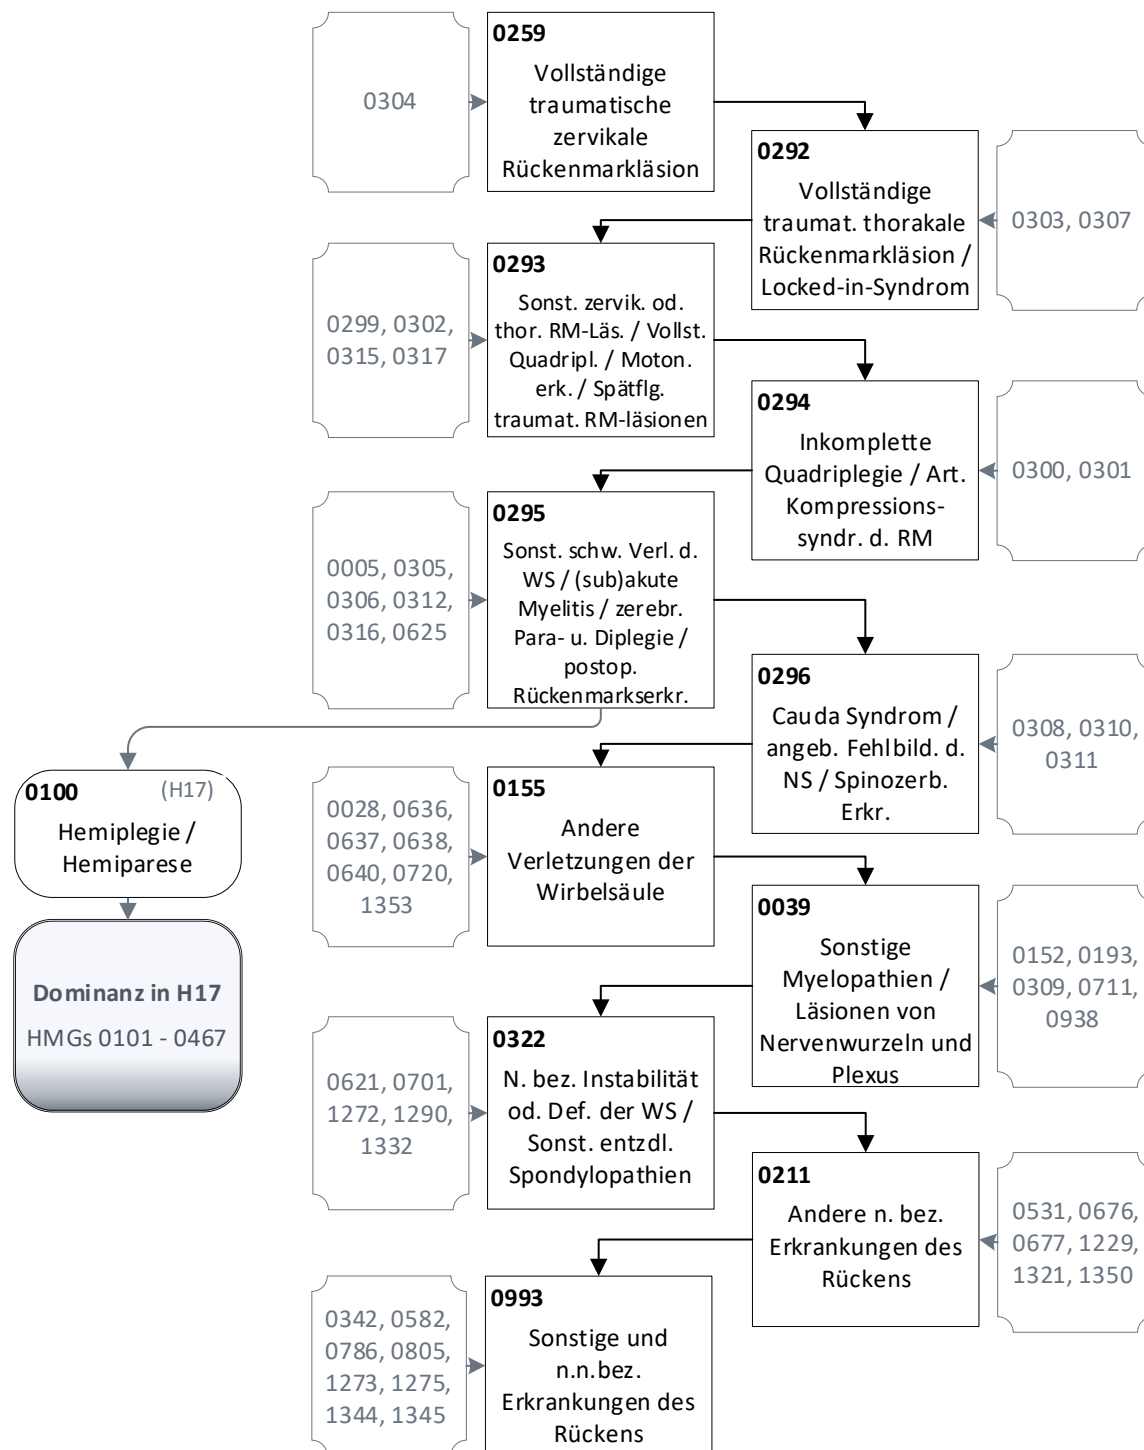 0304
0259
Vollständige
traumatische
zervikale
Rückenmarkläsion
0292
Vollständige
traumat. thorakale
Rückenmarkläsion /
Locked-in-Syndrom
0303, 0307
0299, 0302,
0315, 0317
0293
Sonst. zervik. od.
thor. RM-Läs. / Vollst.
Quadripl. / Moton.
erk. / Spätflg.
traumat. RM-läsionen
0294
Inkomplette
Quadriplegie / Art.
Kompressions-
syndr. d. RM
0300, 0301
0005, 0305,
0306, 0312,
0316, 0625
0295
Sonst. schw. Verl. d.
WS / (sub)akute
Myelitis / zerebr.
Para- u. Diplegie /
postop.
Rückenmarkserkr.
0296
Cauda Syndrom /
angeb. Fehlbild. d.
NS / Spinozerb.
Erkr.
0308, 0310,
0311
0100 (H17)
Hemiplegie /
Hemiparese
Dominanz in H17
HMGs 0101 - 0467
0028, 0636,
0637, 0638,
0640, 0720,
1353
0155
Andere
Verletzungen der
Wirbelsäule
0039
Sonstige
Myelopathien /
Läsionen von
Nervenwurzeln und
Plexus
0152, 0193,
0309, 0711,
0938
0621, 0701,
1272, 1290,
1332
0322
N. bez. Instabilität
od. Def. der WS /
Sonst. entzdl.
Spondylopathien
0211
Andere n. bez.
Erkrankungen des
Rückens
0531, 0676,
0677, 1229,
1321, 1350
0342, 0582,
0786, 0805,
1273, 1275,
1344, 1345
0993
Sonstige und
n.n.bez.
Erkrankungen des
Rückens